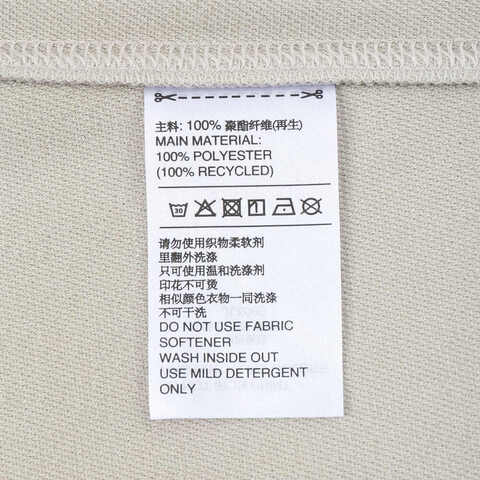 主料: 100% 聚酯纤维(再生)
MAIN MATERIAL:
100% POLYESTER
(100% RECYCLED)
30
请勿使用织物柔软剂
里翻外洗涤
只可使用温和洗涤剂
印花不可烫
相似颜色衣物一同洗涤
不可干洗
DO NOT USE FABRIC
SOFTENER
WASH INSIDE OUT
USE MILD DETERGENT
ONLY